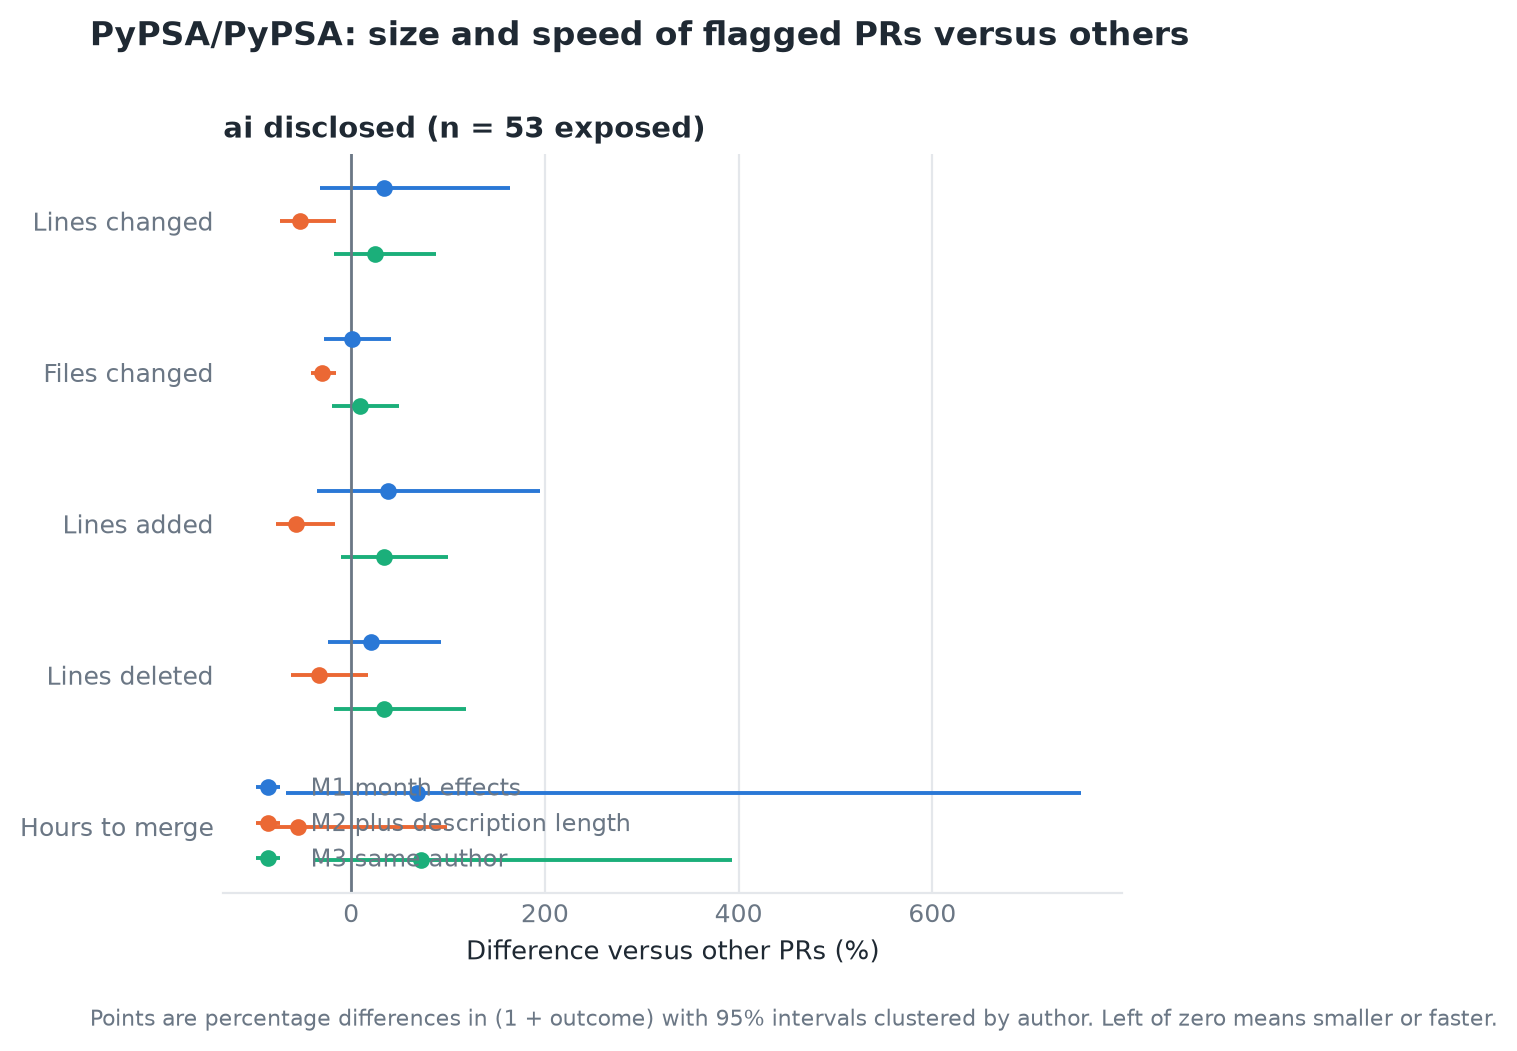 PyPSA/PyPSA: size and speed of flagged PRs versus others
ai disclosed (n = 53 exposed)
Lines changed
Files changed
Lines added
Lines deleted
Hours to merge
M1 month effects
M2 plus description length
M3 same author
0 200 400 600
Difference versus other PRs (%)
Points are percentage differences in (1 + outcome) with 95% intervals clustered by author. Left of zero means smaller or faster.